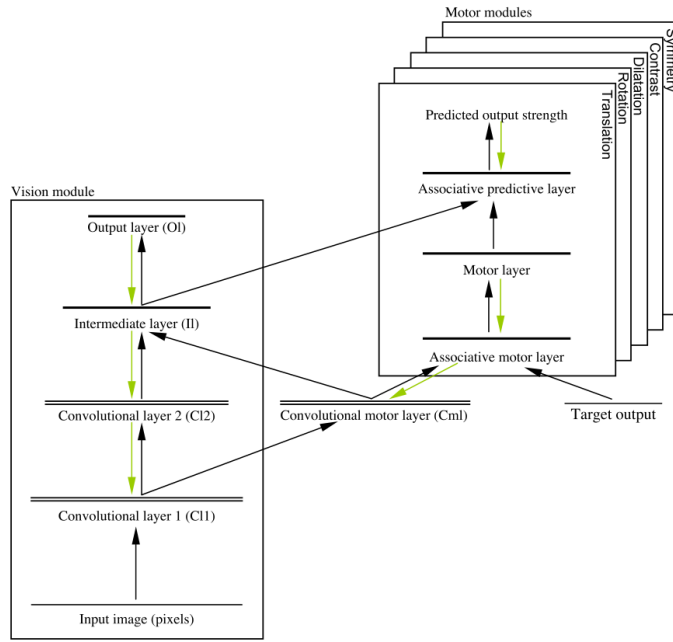 Motor modules
Symmetry
Contrast
Dilatation
Rotation
Translation
Predicted output strength
Associative predictive layer
Motor layer
Associative motor layer
Vision module
Output layer (Ol)
Intermediate layer (Il)
Convolutional layer 2 (Cl2)
Convolutional motor layer (Cml)
Target output
Convolutional layer 1 (Cl1)
Input image (pixels)